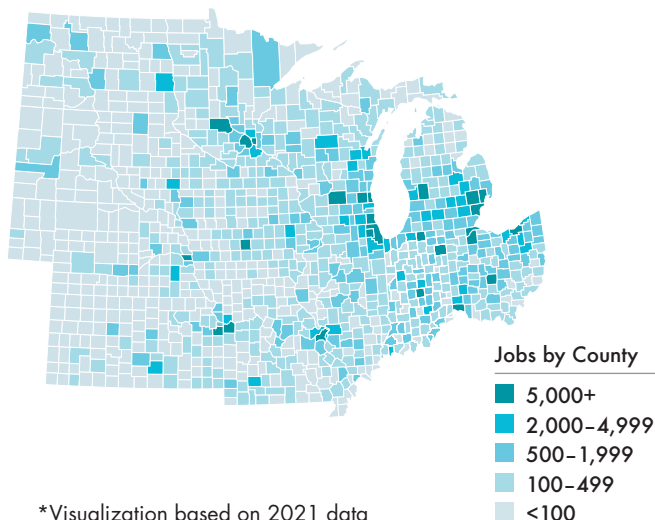 Jobs by County
5,000+
2,000–4,999
500–1,999
100–499
<100
*Visualization based on 2021 data